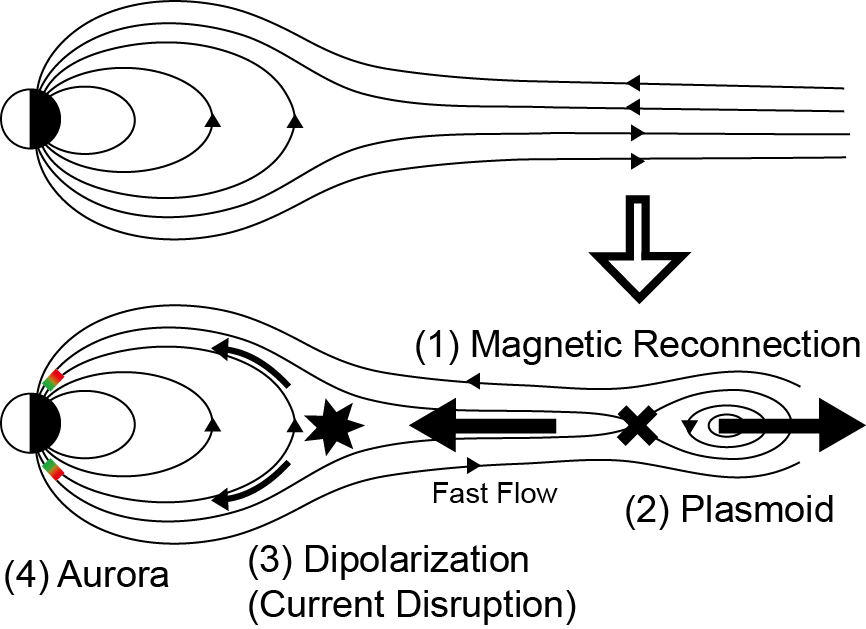 (1) Magnetic Reconnection
Fast Flow
(2) Plasmoid
(3) Dipolarization
(Current Disruption)
(4) Aurora